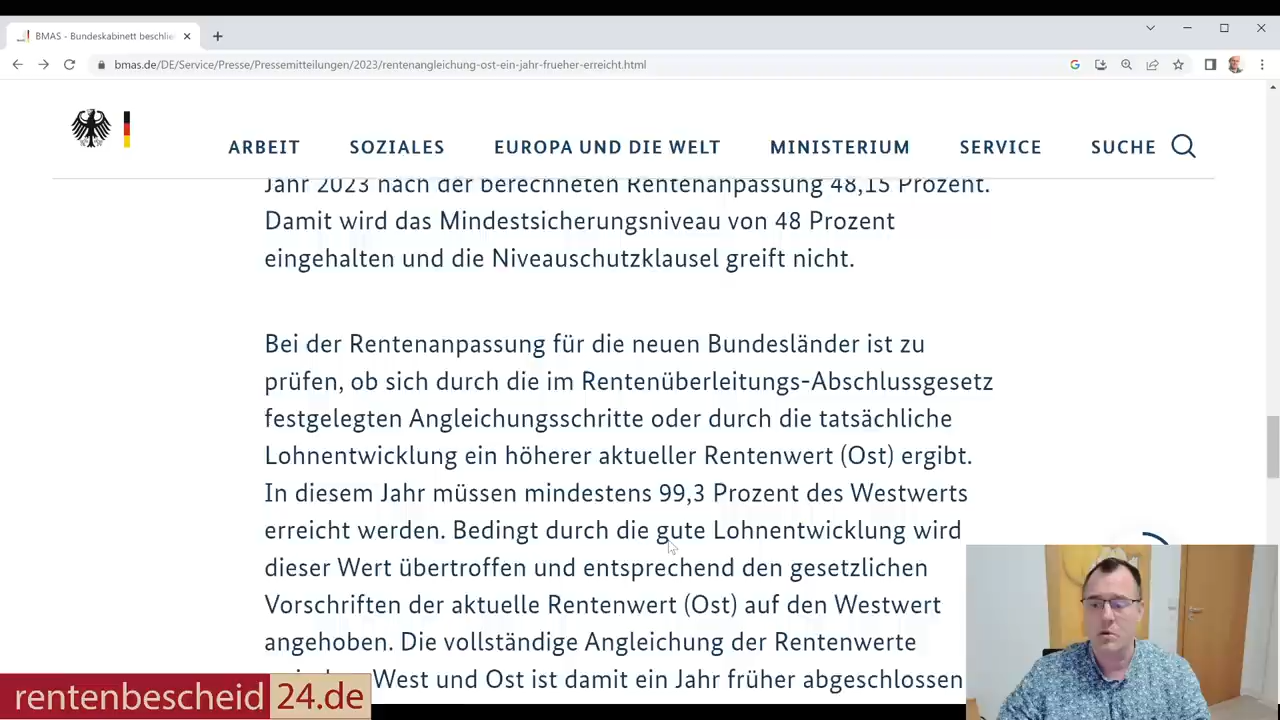 BMAS - Bundeskabinett beschlie
bmas.de/DE/Service/Presse/Pressemitteilungen/2023/rentenangleichung-ost-ein-jahr-frueher-erreicht.html
ARBEIT SOZIALES EUROPA UND DIE WELT MINISTERIUM SERVICE SUCHE
Jahr 2023 nach der berechneten Rentenanpassung 48,15 Prozent.
Damit wird das Mindestsicherungsniveau von 48 Prozent
eingehalten und die Niveauschutzklausel greift nicht.
Bei der Rentenanpassung für die neuen Bundesländer ist zu
prüfen, ob sich durch die im Rentenüberleitungs-Abschlussgesetz
festgelegten Angleichungsschritte oder durch die tatsächliche
Lohnentwicklung ein höherer aktueller Rentenwert (Ost) ergibt.
In diesem Jahr müssen mindestens 99,3 Prozent des Westwerts
erreicht werden. Bedingt durch die gute Lohnentwicklung wird
dieser Wert übertroffen und entsprechend den gesetzlichen
Vorschriften der aktuelle Rentenwert (Ost) auf den Westwert
angehoben. Die vollständige Angleichung der Rentenwerte
West und Ost ist damit ein Jahr früher abgeschlossen
rentenbescheid 24.de